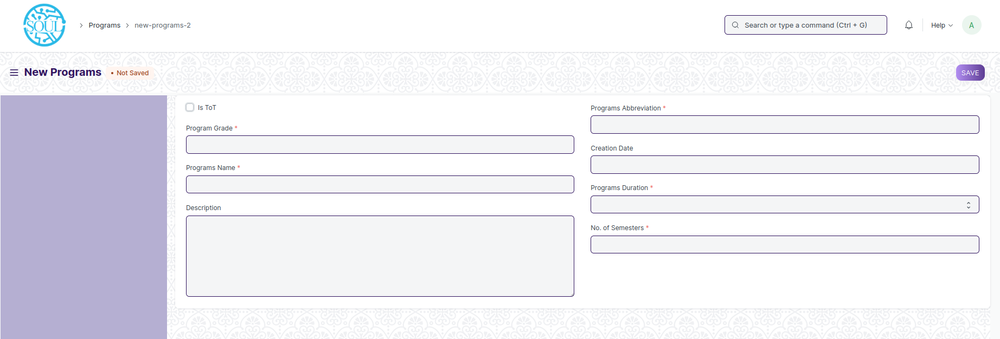 SOUL
Programs
new-programs-2
Search or type a command (Ctrl + G)
Help
A
New Programs
Not Saved
SAVE
Is ToT
Program Grade *
Programs Name *
Description
Programs Abbreviation *
Creation Date
Programs Duration *
No. of Semesters *